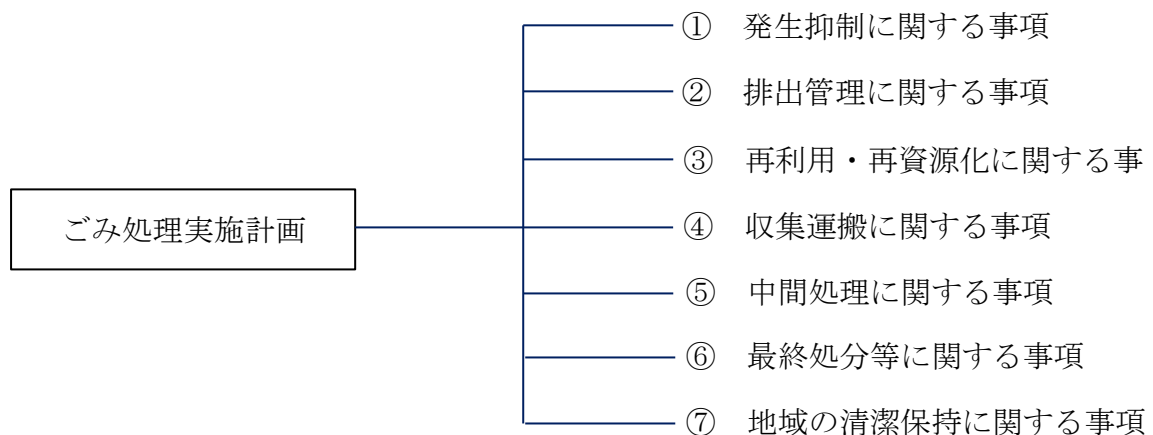 ① 発生抑制に関する事項
② 排出管理に関する事項
③ 再利用・再資源化に関する事
ごみ処理実施計画
④ 収集運搬に関する事項
⑤ 中間処理に関する事項
⑥ 最終処分等に関する事項
⑦ 地域の清潔保持に関する事項